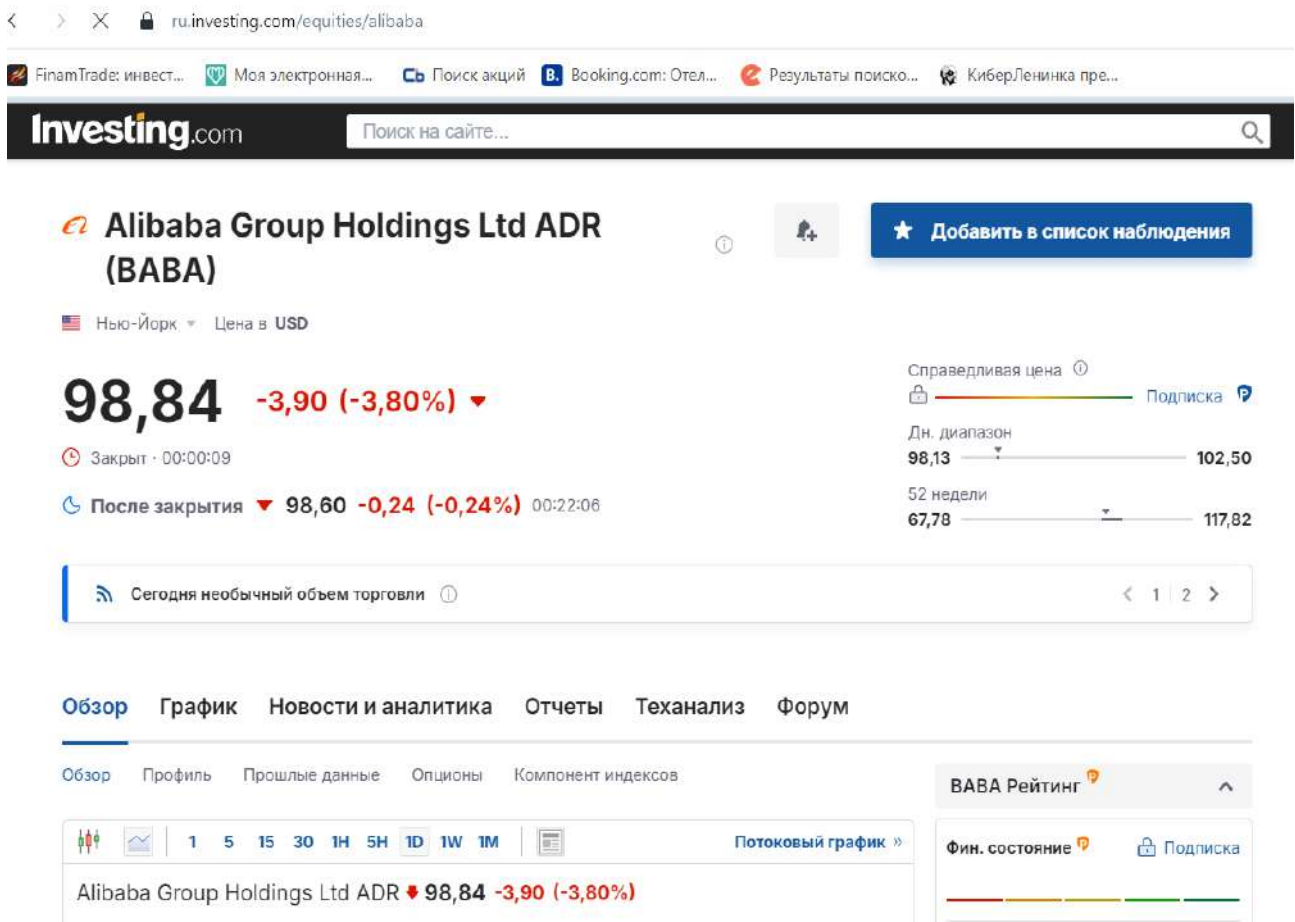 ru.investing.com/equities/alibaba
FinamTrade: инвест... Моя электронная... Сь Поиск акций B. Booking.com: Отел... Результаты поиско... КиберЛенинка пре...
Investing.com Поиск на сайте...
Alibaba Group Holdings Ltd ADR
(BABA)
Добавить в список наблюдения
Нью-Йорк Цена в USD
98,84 -3,90 (-3,80%)
Закрыт · 00:00:09
После закрытия 98,60 -0,24 (-0,24%) 00:22:06
Справедливая цена
Подписка
Дн. диапазон
98,13 102,50
52 недели
67,78 117,82
Сегодня необычный объем торговли
1 2
Обзор График Новости и аналитика Отчеты Теханализ Форум
Обзор Профиль Прошлые данные Опционы Компонент индексов
1 5 15 30 1H 5H 1D 1W 1M Потоковый график »
Alibaba Group Holdings Ltd ADR 98,84 -3,90 (-3,80%)
BABA Рейтинг
Фин. состояние Подписка